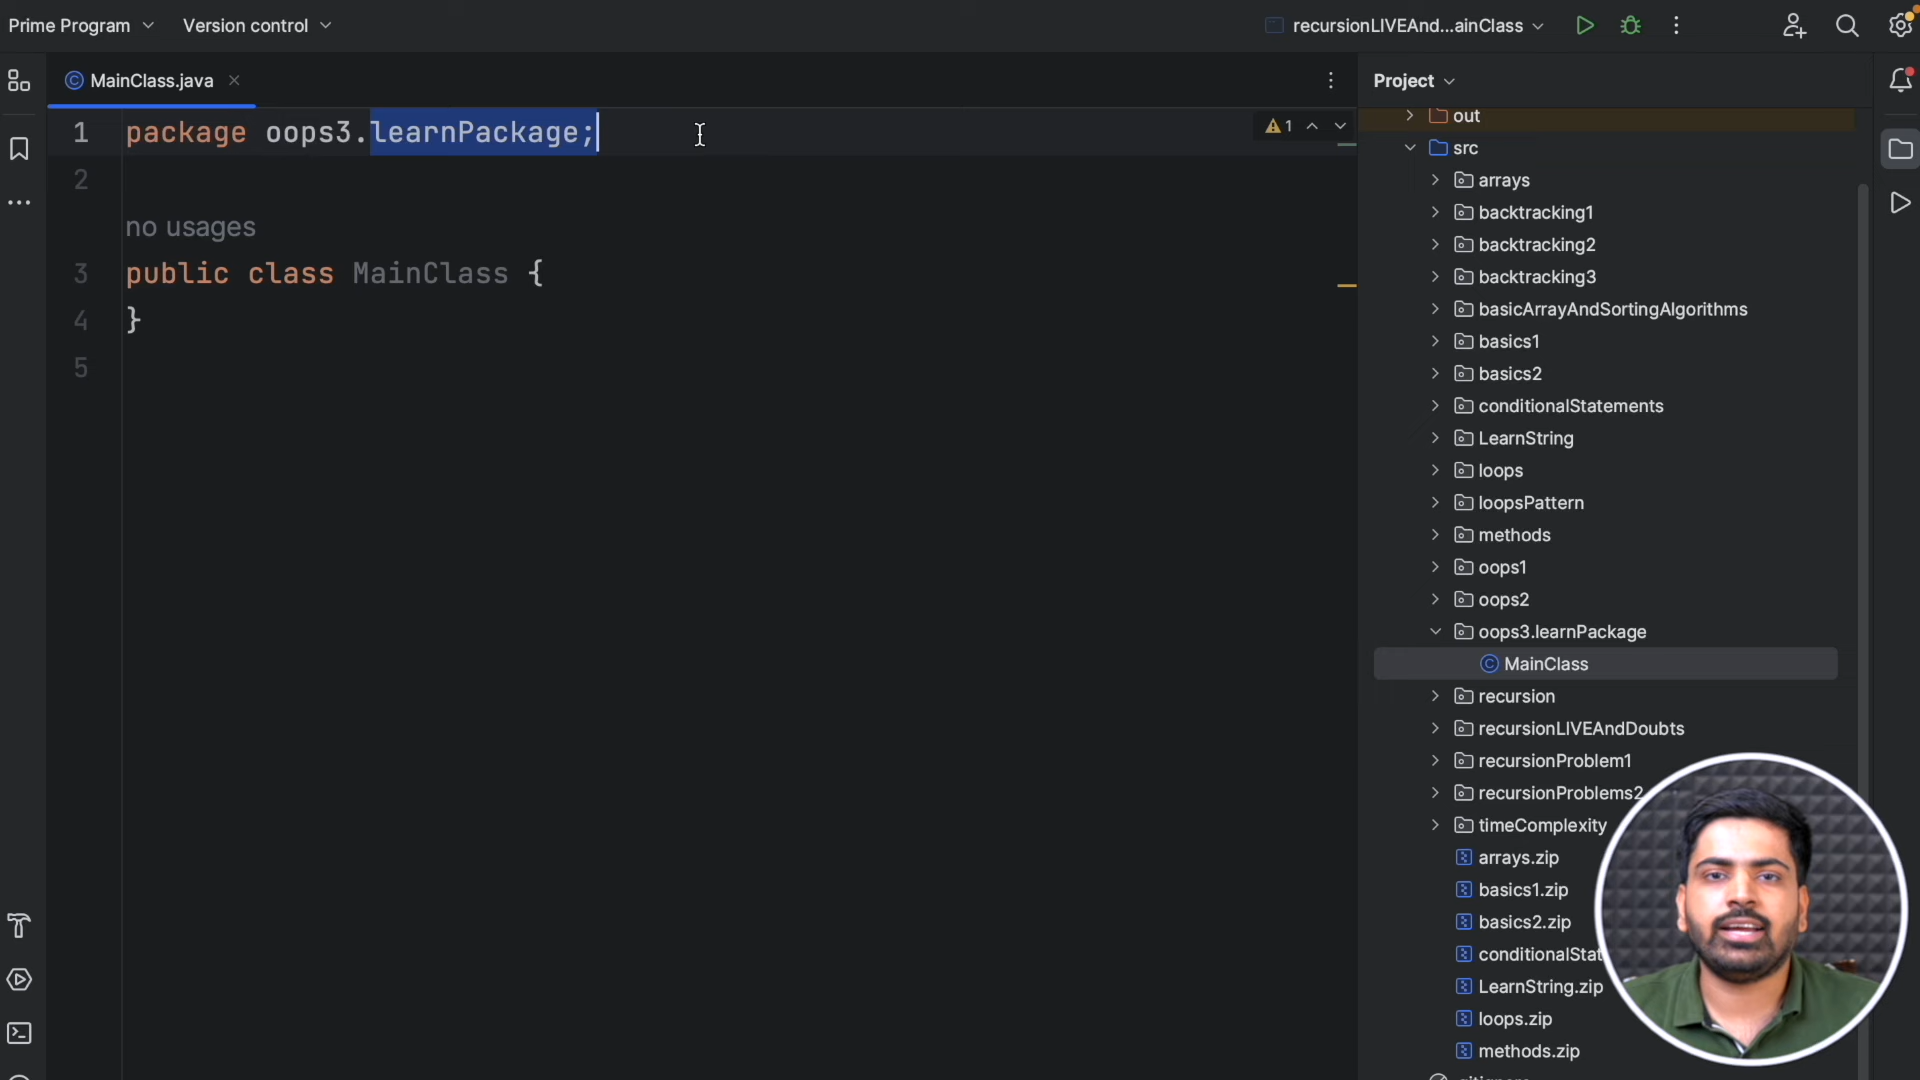 Prime Program
Version control
recursionLIVEAnd...ainClass
MainClass.java
1 package oops3.learnPackage;
1
2
no usages
3 public class MainClass {
4 }
5
Project
out
src
arrays
backtracking1
backtracking2
backtracking3
basicArrayAndSortingAlgorithms
basics1
basics2
conditionalStatements
LearnString
loops
loopsPattern
methods
oops1
oops2
oops3.learnPackage
MainClass
recursion
recursionLIVEAndDoubts
recursionProblem1
recursionProblems2
timeComplexity
arrays.zip
basics1.zip
basics2.zip
conditionalStat
LearnString.zip
loops.zip
methods.zip